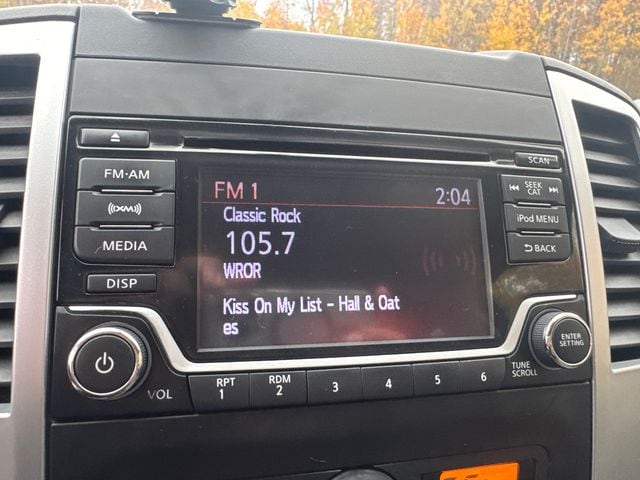 FM·AM
((XM))
MEDIA
DISP
VOL
FM 1
2:04
Classic Rock
105.7
WROR
Kiss On My List - Hall & Oat
es
SCAN
SEEK
CAT
iPod MENU
BACK
ENTER
SETTING
TUNE
SCROLL
RPT
1
RDM
2
3
4
5
6